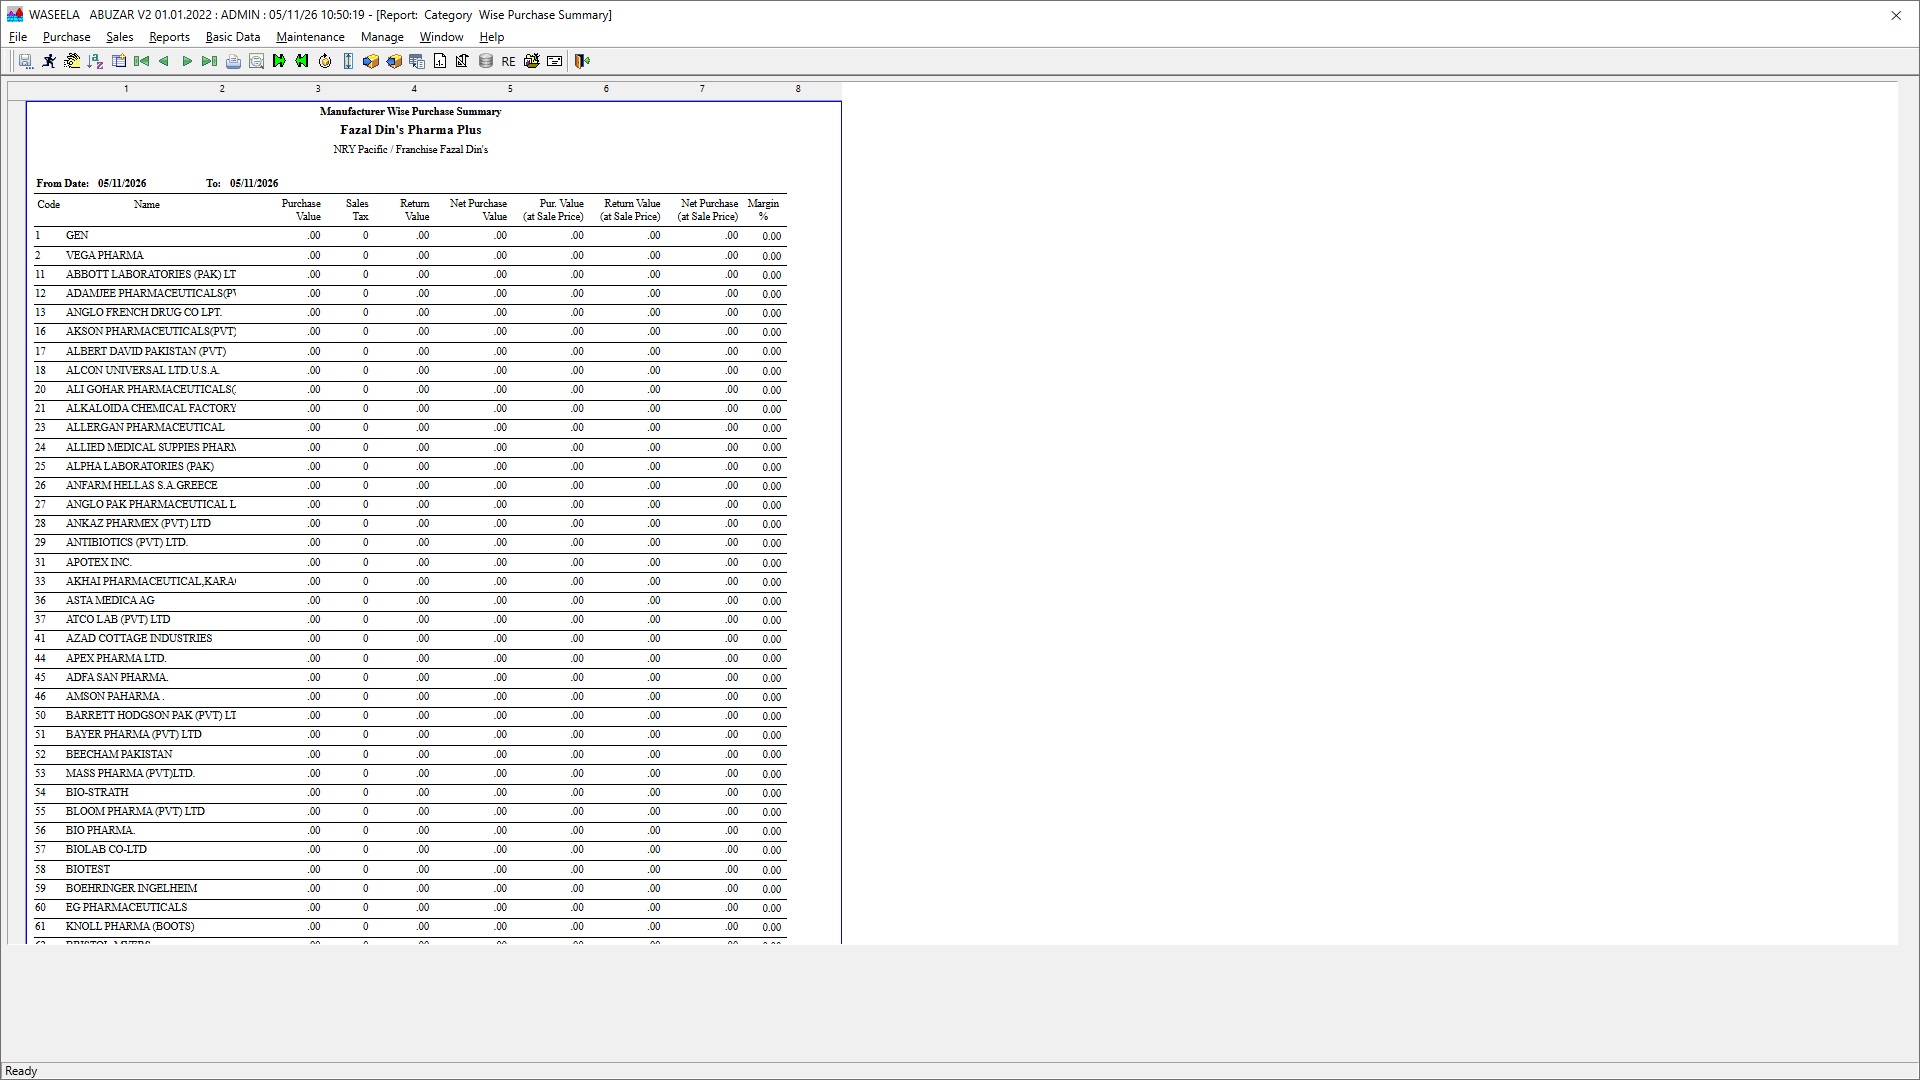 WASEELA   ABUZAR V2 01.01.2022 : ADMIN : 05/11/26 10:50:19 - [Report:  Category  Wise Purchase Summary]
File Purchase Sales Reports Basic Data Maintenance Manage Window Help
RE
1 2 3 4 5 6 7 8
Manufacturer Wise Purchase Summary
Fazal Din's Pharma Plus
NRY Pacific / Franchise Fazal Din's
From Date: 05/11/2026 To: 05/11/2026
Code Name Purchase Value Sales Tax Return Value Net Purchase Value Pur. Value (at Sale Price) Return Value (at Sale Price) Net Purchase (at Sale Price) Margin %
1 GEN .00 0 .00 .00 .00 .00 .00 0.00
2 VEGA PHARMA .00 0 .00 .00 .00 .00 .00 0.00
11 ABBOTT LABORATORIES (PAK) LT .00 0 .00 .00 .00 .00 .00 0.00
12 ADAMJEE PHARMACEUTICALS(PV .00 0 .00 .00 .00 .00 .00 0.00
13 ANGLO FRENCH DRUG CO LPT. .00 0 .00 .00 .00 .00 .00 0.00
16 AKSON PHARMACEUTICALS(PVT) .00 0 .00 .00 .00 .00 .00 0.00
17 ALBERT DAVID PAKISTAN (PVT) .00 0 .00 .00 .00 .00 .00 0.00
18 ALCON UNIVERSAL LTD.U.S.A. .00 0 .00 .00 .00 .00 .00 0.00
20 ALI GOHAR PHARMACEUTICALS( .00 0 .00 .00 .00 .00 .00 0.00
21 ALKALOIDA CHEMICAL FACTORY .00 0 .00 .00 .00 .00 .00 0.00
23 ALLERGAN PHARMACEUTICAL .00 0 .00 .00 .00 .00 .00 0.00
24 ALLIED MEDICAL SUPPIES PHARM .00 0 .00 .00 .00 .00 .00 0.00
25 ALPHA LABORATORIES (PAK) .00 0 .00 .00 .00 .00 .00 0.00
26 ANFARM HELLAS S.A.GREECE .00 0 .00 .00 .00 .00 .00 0.00
27 ANGLO PAK PHARMACEUTICAL L .00 0 .00 .00 .00 .00 .00 0.00
28 ANKAZ PHARMEX (PVT) LTD .00 0 .00 .00 .00 .00 .00 0.00
29 ANTIBIOTICS (PVT) LTD. .00 0 .00 .00 .00 .00 .00 0.00
31 APOTEX INC. .00 0 .00 .00 .00 .00 .00 0.00
33 AKHAI PHARMACEUTICAL,KARA .00 0 .00 .00 .00 .00 .00 0.00
36 ASTA MEDICA AG .00 0 .00 .00 .00 .00 .00 0.00
37 ATCO LAB (PVT) LTD .00 0 .00 .00 .00 .00 .00 0.00
41 AZAD COTTAGE INDUSTRIES .00 0 .00 .00 .00 .00 .00 0.00
44 APEX PHARMA LTD. .00 0 .00 .00 .00 .00 .00 0.00
45 ADFA SAN PHARMA. .00 0 .00 .00 .00 .00 .00 0.00
46 AMSON PAHARMA . .00 0 .00 .00 .00 .00 .00 0.00
50 BARRETT HODGSON PAK (PVT) LT .00 0 .00 .00 .00 .00 .00 0.00
51 BAYER PHARMA (PVT) LTD .00 0 .00 .00 .00 .00 .00 0.00
52 BEECHAM PAKISTAN .00 0 .00 .00 .00 .00 .00 0.00
53 MASS PHARMA (PVT)LTD. .00 0 .00 .00 .00 .00 .00 0.00
54 BIO-STRATH .00 0 .00 .00 .00 .00 .00 0.00
55 BLOOM PHARMA (PVT) LTD .00 0 .00 .00 .00 .00 .00 0.00
56 BIO PHARMA. .00 0 .00 .00 .00 .00 .00 0.00
57 BIOLAB CO-LTD .00 0 .00 .00 .00 .00 .00 0.00
58 BIOTEST .00 0 .00 .00 .00 .00 .00 0.00
59 BOEHRINGER INGELHEIM .00 0 .00 .00 .00 .00 .00 0.00
60 EG PHARMACEUTICALS .00 0 .00 .00 .00 .00 .00 0.00
61 KNOLL PHARMA (BOOTS) .00 0 .00 .00 .00 .00 .00 0.00
Ready